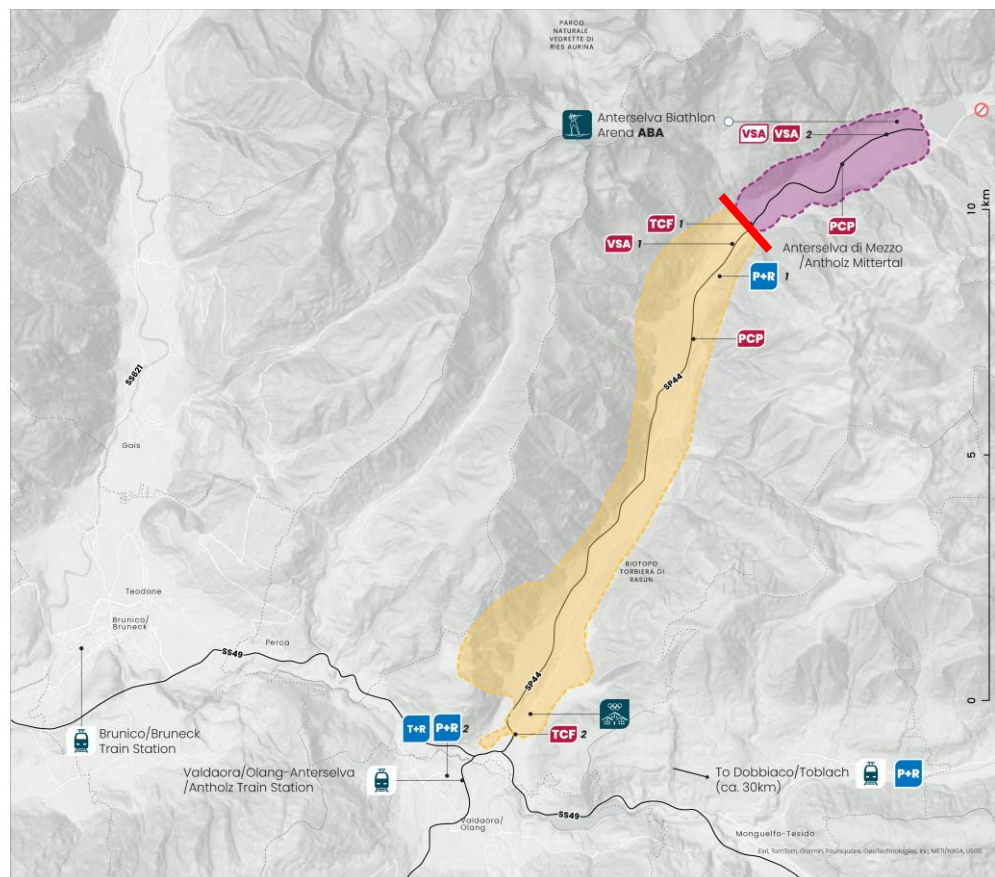 PARCO
NATURALE
VEDRETTE DI
RIES AURINA
Anterselva Biathlon
Arena ABA
VSA VSA 2
10 km
TCF 1
PCP
VSA 1
Anterselva di Mezzo
/Antholz Mittertal
P+R 1
PCP
SS621
SP44
Gais
5
BIOTOPO
TORBIERA DI
RASUN
Teodone
Brunico/
Bruneck
Perca
SS49
SP44
0
T+R P+R 2
TCF 2
Brunico/Bruneck
Train Station
Valdaora/Olang-Anterselva
/Antholz Train Station
To Dobbiaco/Toblach
(ca. 30km)
P+R
SS49
Valdaora/
Olang
Monguelfo-Tesido
Esri, TomTom, Garmin, Foursquare, GeoTechnologies, Inc, METI/NASA, USGS